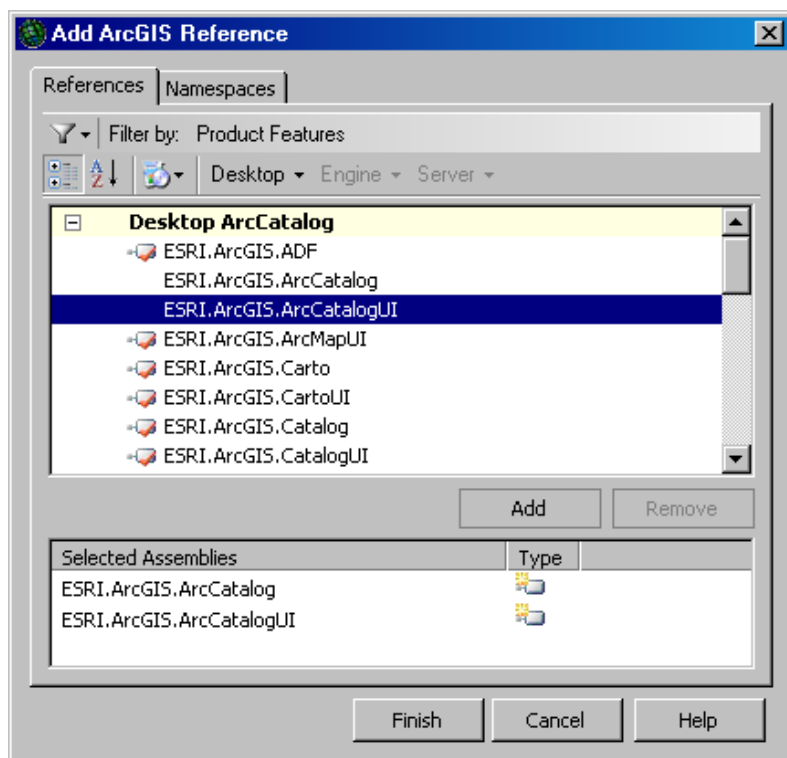 Add ArcGIS Reference
References Namespaces
Filter by: Product Features
Desktop Engine Server
Desktop ArcCatalog
ESRI.ArcGIS.ADF
ESRI.ArcGIS.ArcCatalog
ESRI.ArcGIS.ArcCatalogUI
ESRI.ArcGIS.ArcMapUI
ESRI.ArcGIS.Carto
ESRI.ArcGIS.CartoUI
ESRI.ArcGIS.Catalog
ESRI.ArcGIS.CatalogUI
Add Remove
Selected Assemblies Type
ESRI.ArcGIS.ArcCatalog
ESRI.ArcGIS.ArcCatalogUI
Finish Cancel Help